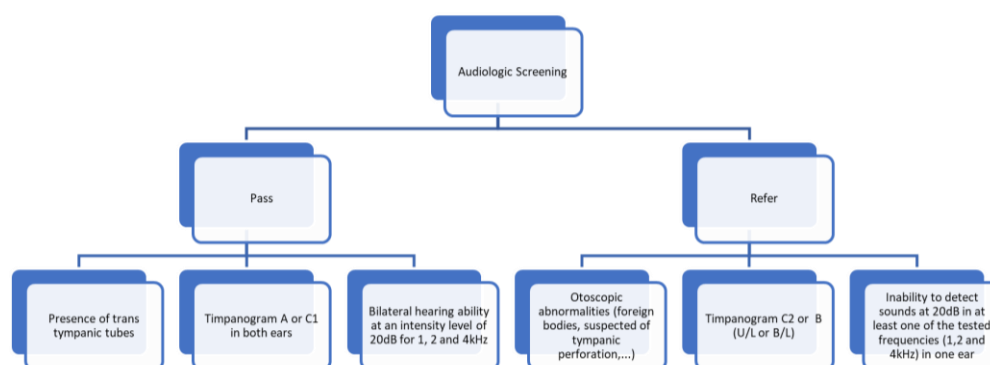 Audiologic Screening
Pass
Refer
Presence of trans
tympanic tubes
Timpanogram A or C1
in both ears
Bilateral hearing ability
at an intensity level of
20dB for 1, 2 and 4kHz
Otoscopic
abnormalities (foreign
bodies, suspected of
tympanic
perforation,...)
Timpanogram C2 or B
(U/L or B/L)
Inability to detect
sounds at 20dB in at
least one of the tested
frequencies (1,2 and
4kHz) in one ear